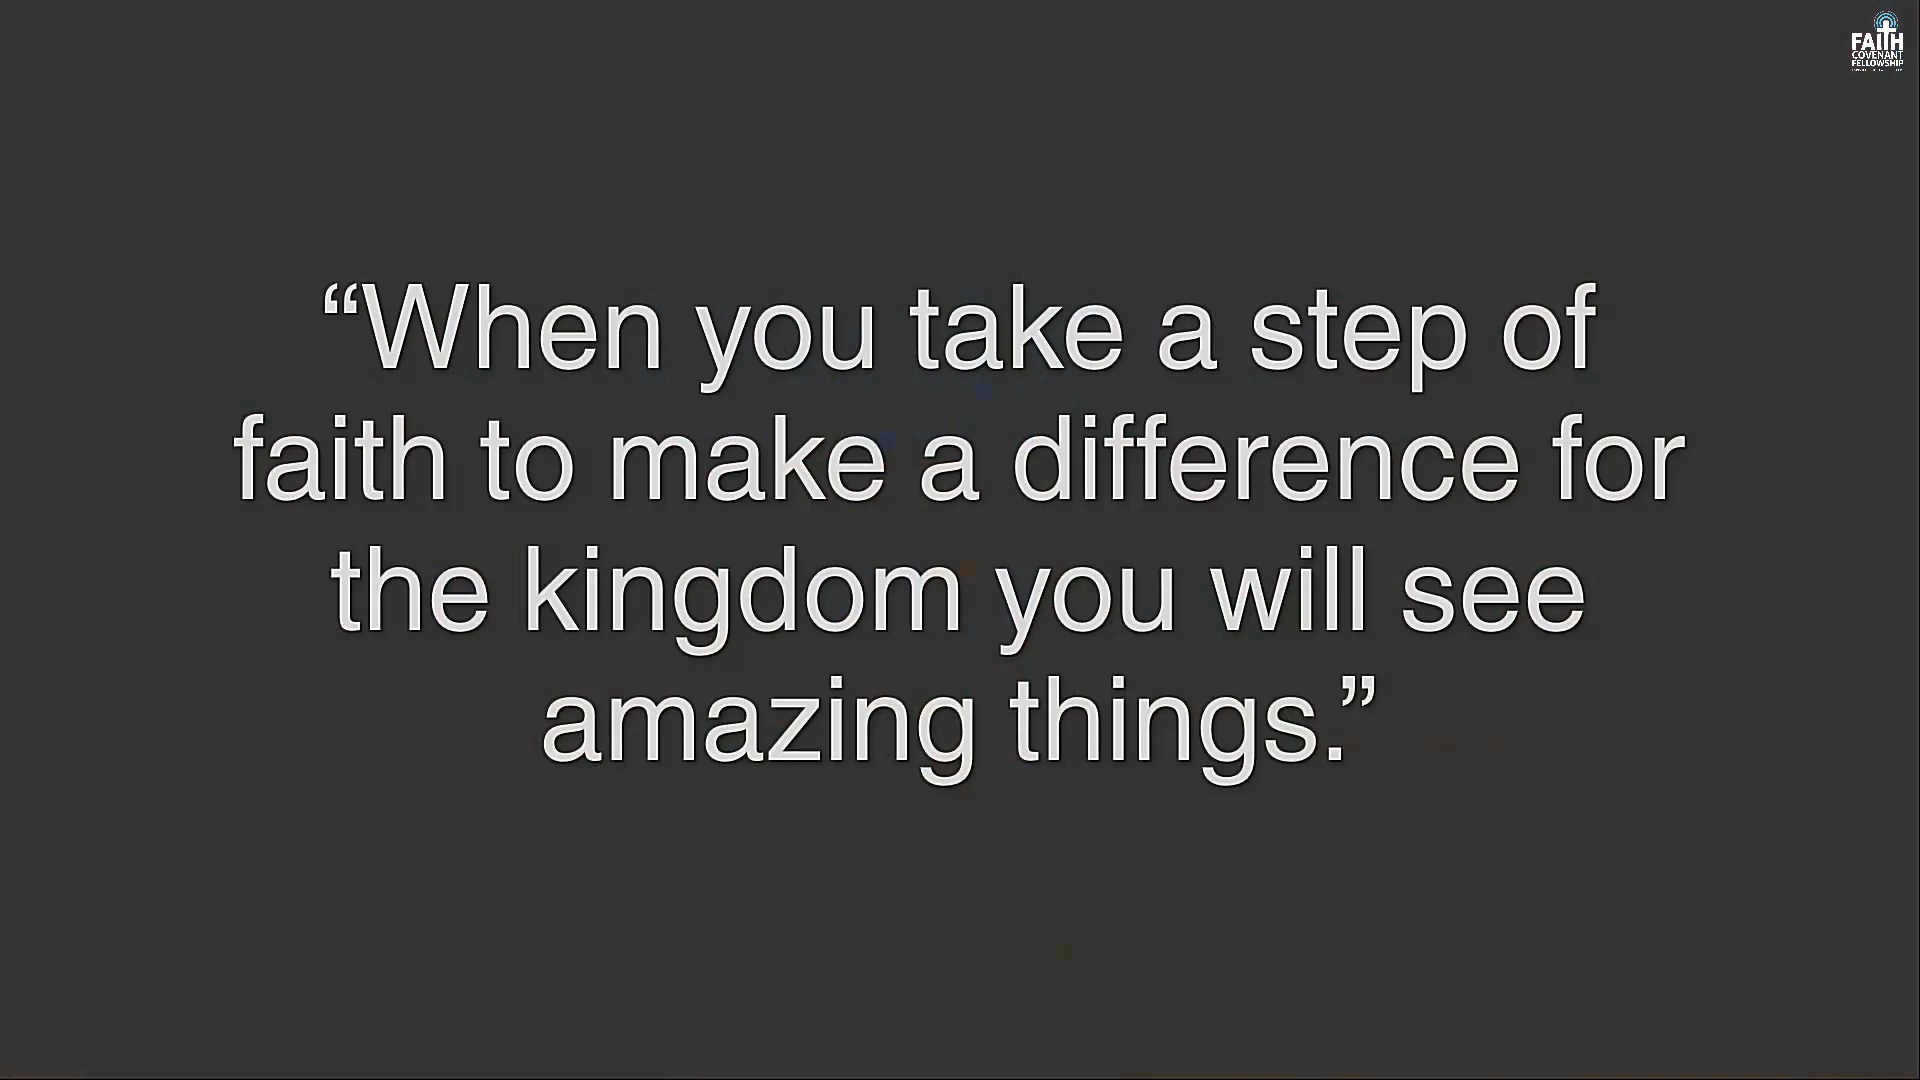 “When you take a step of
faith to make a difference for
the kingdom you will see
amazing things.”
FAITH
COVENANT
FELLOWSHIP